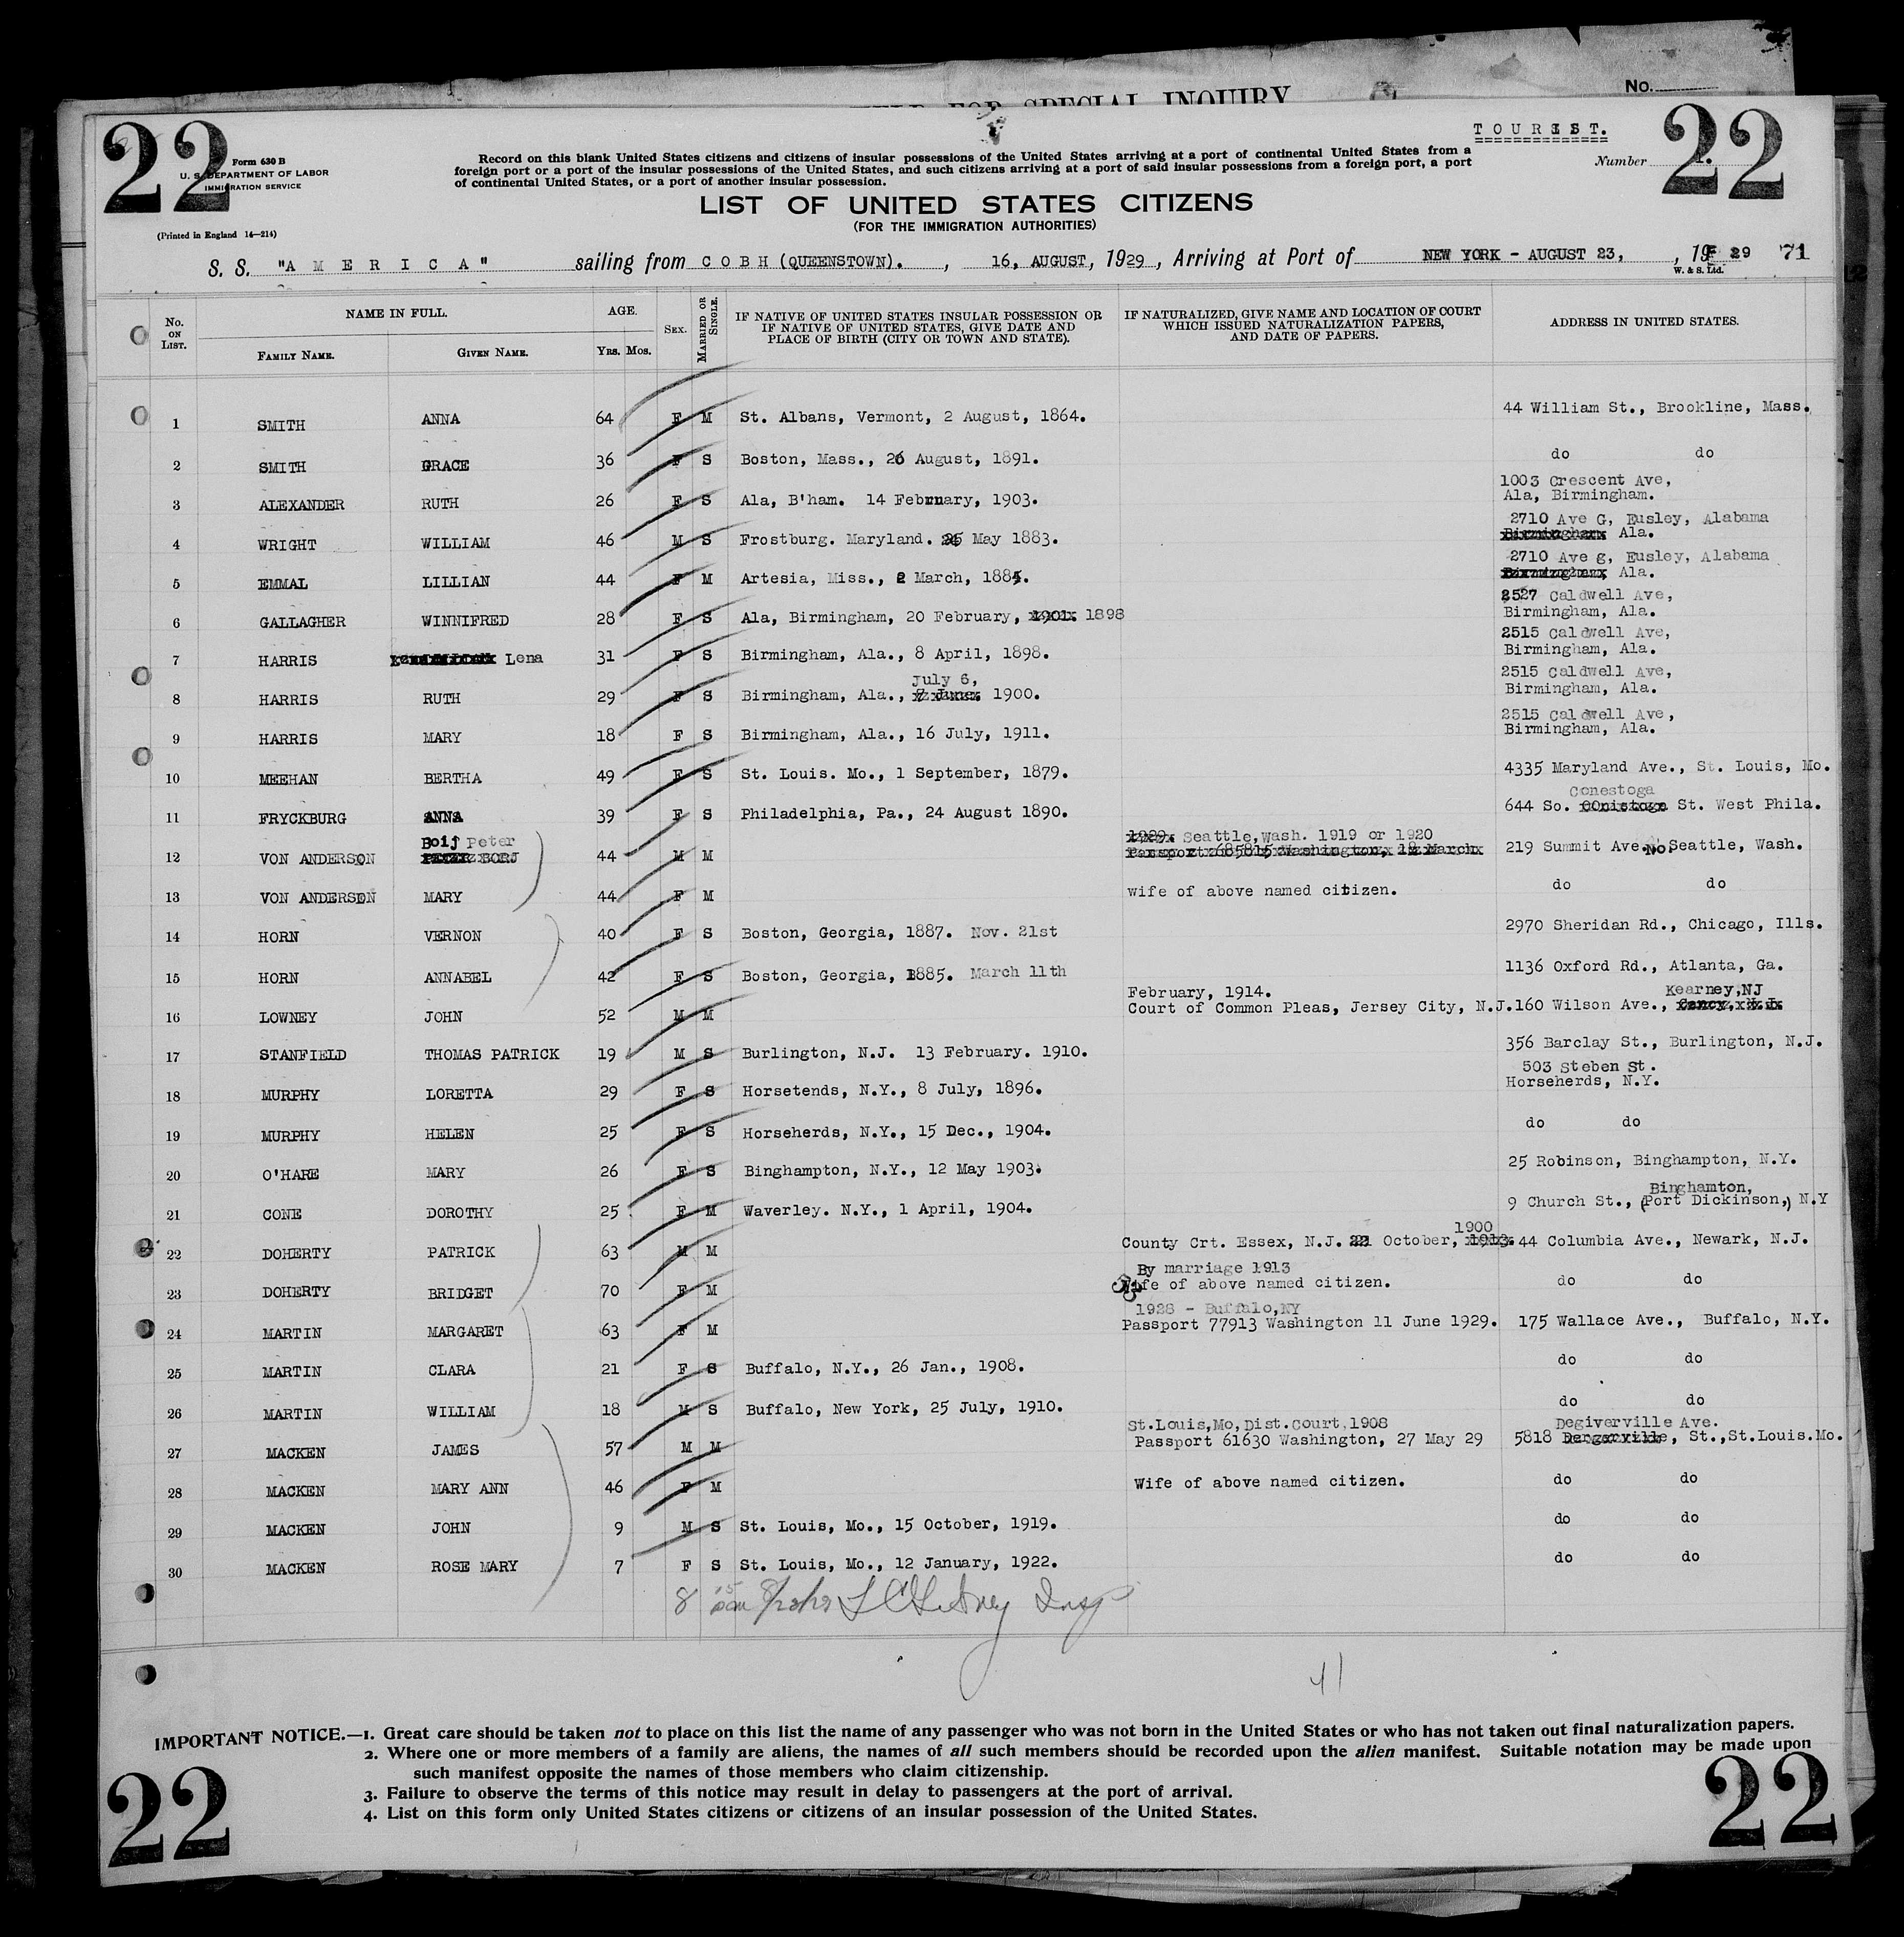 FOR SPECIAL INQUIRY
No.
22
22
TOURIST.
Form 630 B
U. S. DEPARTMENT OF LABOR
IMMIGRATION SERVICE
(Printed in England 14—214)
Number
Record on this blank United States citizens and citizens of insular possessions of the United States arriving at a port of continental United States from a
foreign port or a port of the insular possessions of the United States, and such citizens arriving at a port of said insular possessions from a foreign port, a port
of continental United States, or a port of another insular possession.
LIST OF UNITED STATES CITIZENS
(FOR THE IMMIGRATION AUTHORITIES)
S. S. "AMERICA" sailing from COBH (QUEENSTOWN). , 16, AUGUST, 1929, Arriving at Port of NEW YORK - AUGUST 23, , 19 29 71
W. & S. Ltd.
No. ON LIST. NAME IN FULL. FAMILY NAME. GIVEN NAME. AGE. Yrs. Mos. SEX. MARRIED OR SINGLE. IF NATIVE OF UNITED STATES INSULAR POSSESSION OR IF NATIVE OF UNITED STATES, GIVE DATE AND PLACE OF BIRTH (CITY OR TOWN AND STATE). IF NATURALIZED, GIVE NAME AND LOCATION OF COURT WHICH ISSUED NATURALIZATION PAPERS, AND DATE OF PAPERS. ADDRESS IN UNITED STATES.
1 SMITH ANNA 64 F M St. Albans, Vermont, 2 August, 1864. 44 William St., Brookline, Mass.
2 SMITH GRACE 36 F S Boston, Mass., 26 August, 1891. do do
3 ALEXANDER RUTH 26 F S Ala, B'ham. 14 February, 1903. 1003 Crescent Ave, Ala, Birmingham.
4 WRIGHT WILLIAM 46 M S Frostburg. Maryland. 25 May 1883. 2710 Ave G, Eusley, Alabama Birmingham Ala.
5 EMMAL LILLIAN 44 F M Artesia, Miss., 2 March, 1885. 2710 Ave g, Eusley, Alabama Birmingham, Ala.
6 GALLAGHER WINNIFRED 28 F S Ala, Birmingham, 20 February, 1901. 1898 2527 Caldwell Ave, Birmingham, Ala.
7 HARRIS Lena 31 F S Birmingham, Ala., 8 April, 1898. 2515 Caldwell Ave, Birmingham, Ala.
8 HARRIS RUTH 29 F S Birmingham, Ala., July 6, 7 June 1900. 2515 Caldwell Ave, Birmingham, Ala.
9 HARRIS MARY 18 F S Birmingham, Ala., 16 July, 1911. 2515 Caldwell Ave, Birmingham, Ala.
10 MEEHAN BERTHA 49 F S St. Louis. Mo., 1 September, 1879. 4335 Maryland Ave., St. Louis, Mo.
11 FRYCKBURG ANNA 39 F S Philadelphia, Pa., 24 August 1890. Conestoga 644 So. COnistoga St. West Phila.
12 VON ANDERSON Boij Peter PETER BORJ 44 M M 1929. Seattle,Wash. 1919 or 1920 Passport 685815 Washington, 18 March 219 Summit Ave. No. Seattle, Wash.
13 VON ANDERSON MARY 44 F M wife of above named citizen. do do
14 HORN VERNON 40 F S Boston, Georgia, 1887. Nov. 21st 2970 Sheridan Rd., Chicago, Ills.
15 HORN ANNABEL 42 F S Boston, Georgia, 1885. March 11th 1136 Oxford Rd., Atlanta, Ga.
16 LOWNEY JOHN 52 M M February, 1914. Court of Common Pleas, Jersey City, N.J. 160 Wilson Ave., Kearney,NJ
17 STANFIELD THOMAS PATRICK 19 M S Burlington, N.J. 13 February. 1910. 356 Barclay St., Burlington, N.J.
18 MURPHY LORETTA 29 F S Horsetends, N.Y., 8 July, 1896. 503 Steben St. Horseherds, N.Y.
19 MURPHY HELEN 25 F S Horseherds, N.Y., 15 Dec., 1904. do do
20 O'HARE MARY 26 F S Binghampton, N.Y., 12 May 1903. 25 Robinson, Binghampton, N.Y.
21 CONE DOROTHY 25 F M Waverley. N.Y., 1 April, 1904. 9 Church St., Binghamton, (Port Dickinson,) N.Y
22 DOHERTY PATRICK 63 M M County Crt. Essex, N.J. October, 1913. 1900 44 Columbia Ave., Newark, N.J.
23 DOHERTY BRIDGET 70 F M By marriage 1913 Wife of above named citizen. do do
24 MARTIN MARGARET 63 F M 1928 - Buffalo,NY Passport 77913 Washington 11 June 1929. 175 Wallace Ave., Buffalo, N.Y.
25 MARTIN CLARA 21 F S Buffalo, N.Y., 26 Jan., 1908. do do
26 MARTIN WILLIAM 18 M S Buffalo, New York, 25 July, 1910. do do
27 MACKEN JAMES 57 M M St.Louis,Mo,Dist.Court,1908 Passport 61630 Washington, 27 May 29 Degiverville Ave. 5818 , St.,St.Louis.Mo.
28 MACKEN MARY ANN 46 F M Wife of above named citizen. do do
29 MACKEN JOHN 9 M S St. Louis, Mo., 15 October, 1919. do do
30 MACKEN ROSE MARY 7 F S St. Louis, Mo., 12 January, 1922. do do
41
IMPORTANT NOTICE.—1. Great care should be taken not to place on this list the name of any passenger who was not born in the United States or who has not taken out final naturalization papers.
2. Where one or more members of a family are aliens, the names of all such members should be recorded upon the alien manifest. Suitable notation may be made upon
such manifest opposite the names of those members who claim citizenship.
3. Failure to observe the terms of this notice may result in delay to passengers at the port of arrival.
4. List on this form only United States citizens or citizens of an insular possession of the United States.
22
22